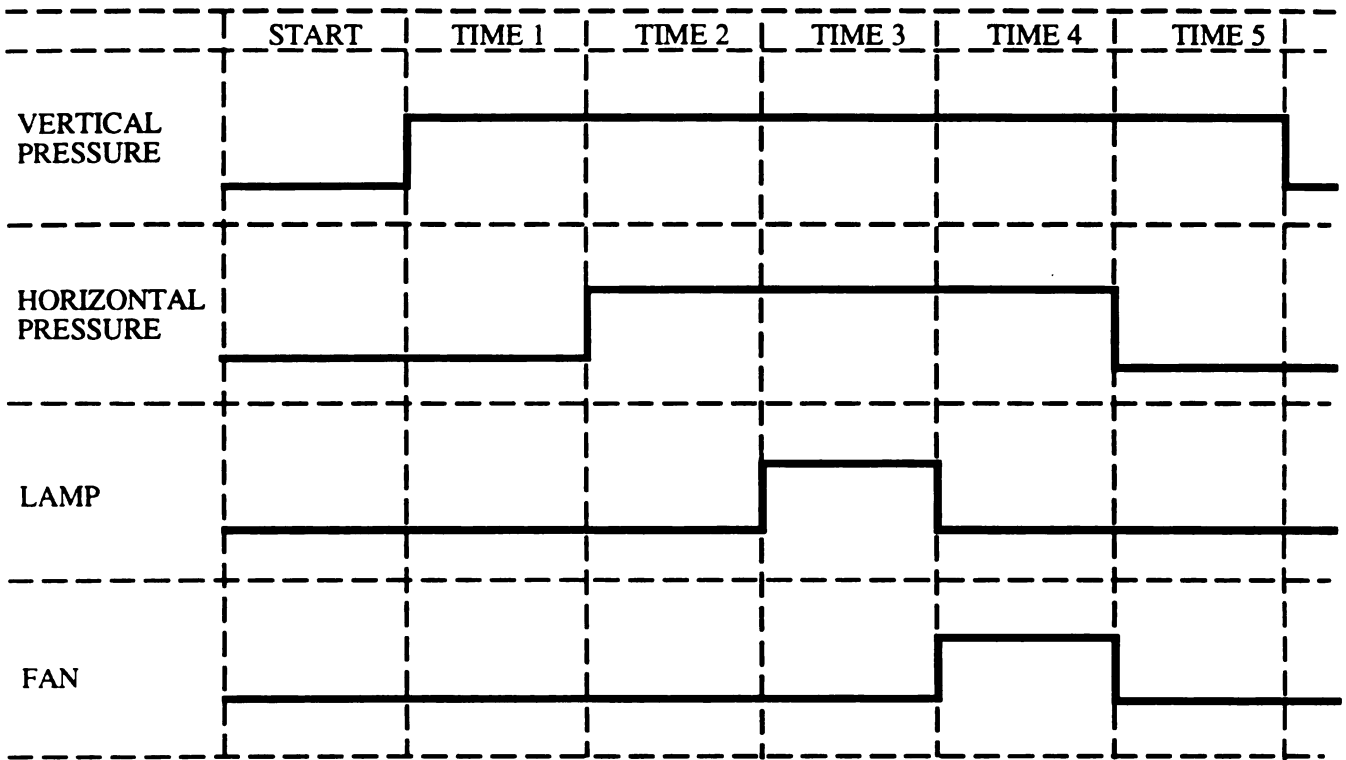 START TIME 1 TIME 2 TIME 3 TIME 4 TIME 5
VERTICAL
PRESSURE
HORIZONTAL
PRESSURE
LAMP
FAN